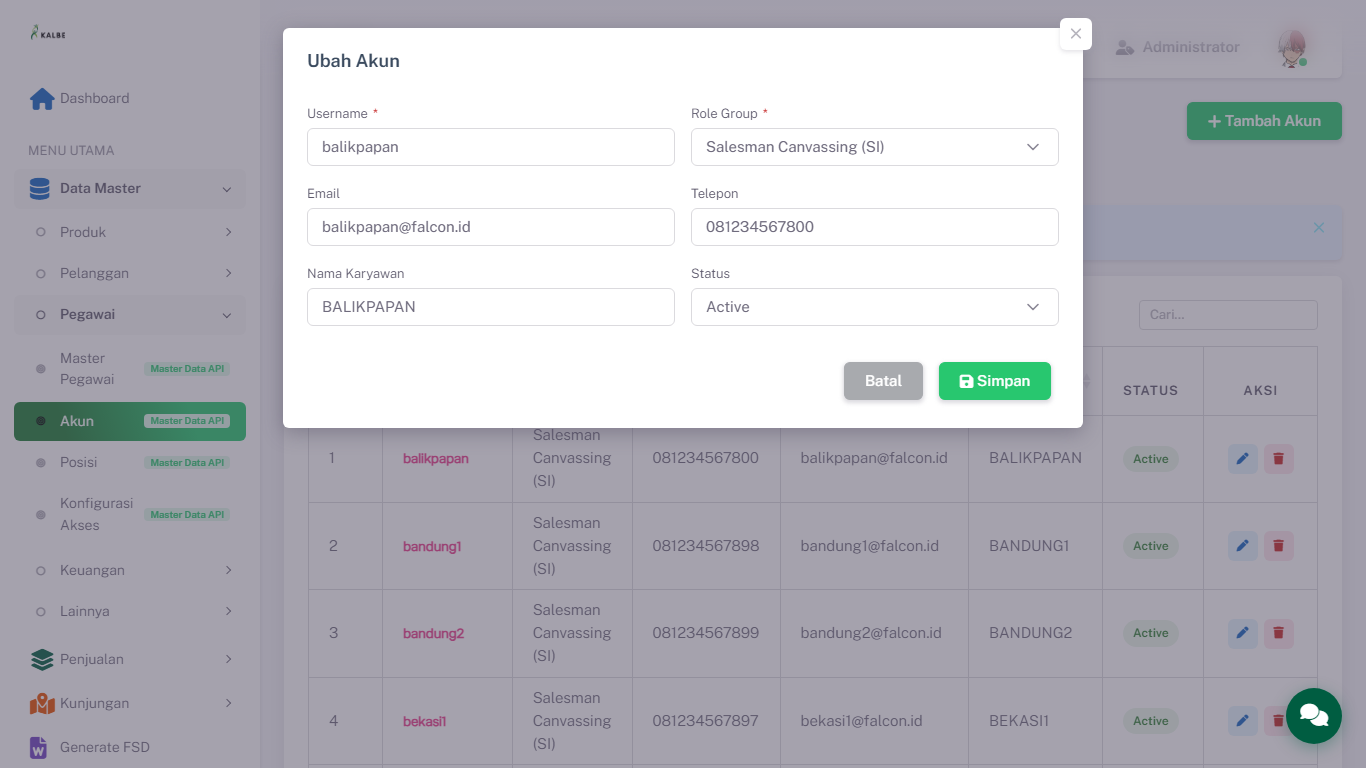 KALBE
Dashboard
MENU UTAMA
Data Master
Produk
Pelanggan
Pegawai
Master Pegawai
Master Data API
Akun
Master Data API
Posisi
Master Data API
Konfigurasi Akses
Master Data API
Keuangan
Lainnya
Penjualan
Kunjungan
Generate FSD
Administrator
+ Tambah Akun
Ubah Akun
Username *
Role Group *
balikpapan
Salesman Canvassing (SI)
Email
Telepon
balikpapan@falcon.id
081234567800
Nama Karyawan
Status
BALIKPAPAN
Active
Batal
Simpan
Cari...
STATUS
AKSI
1 balikpapan Salesman Canvassing (SI) 081234567800 balikpapan@falcon.id BALIKPAPAN Active
2 bandung1 Salesman Canvassing (SI) 081234567898 bandung1@falcon.id BANDUNG1 Active
3 bandung2 Salesman Canvassing (SI) 081234567899 bandung2@falcon.id BANDUNG2 Active
4 bekasi1 Salesman Canvassing (SI) 081234567897 bekasi1@falcon.id BEKASI1 Active